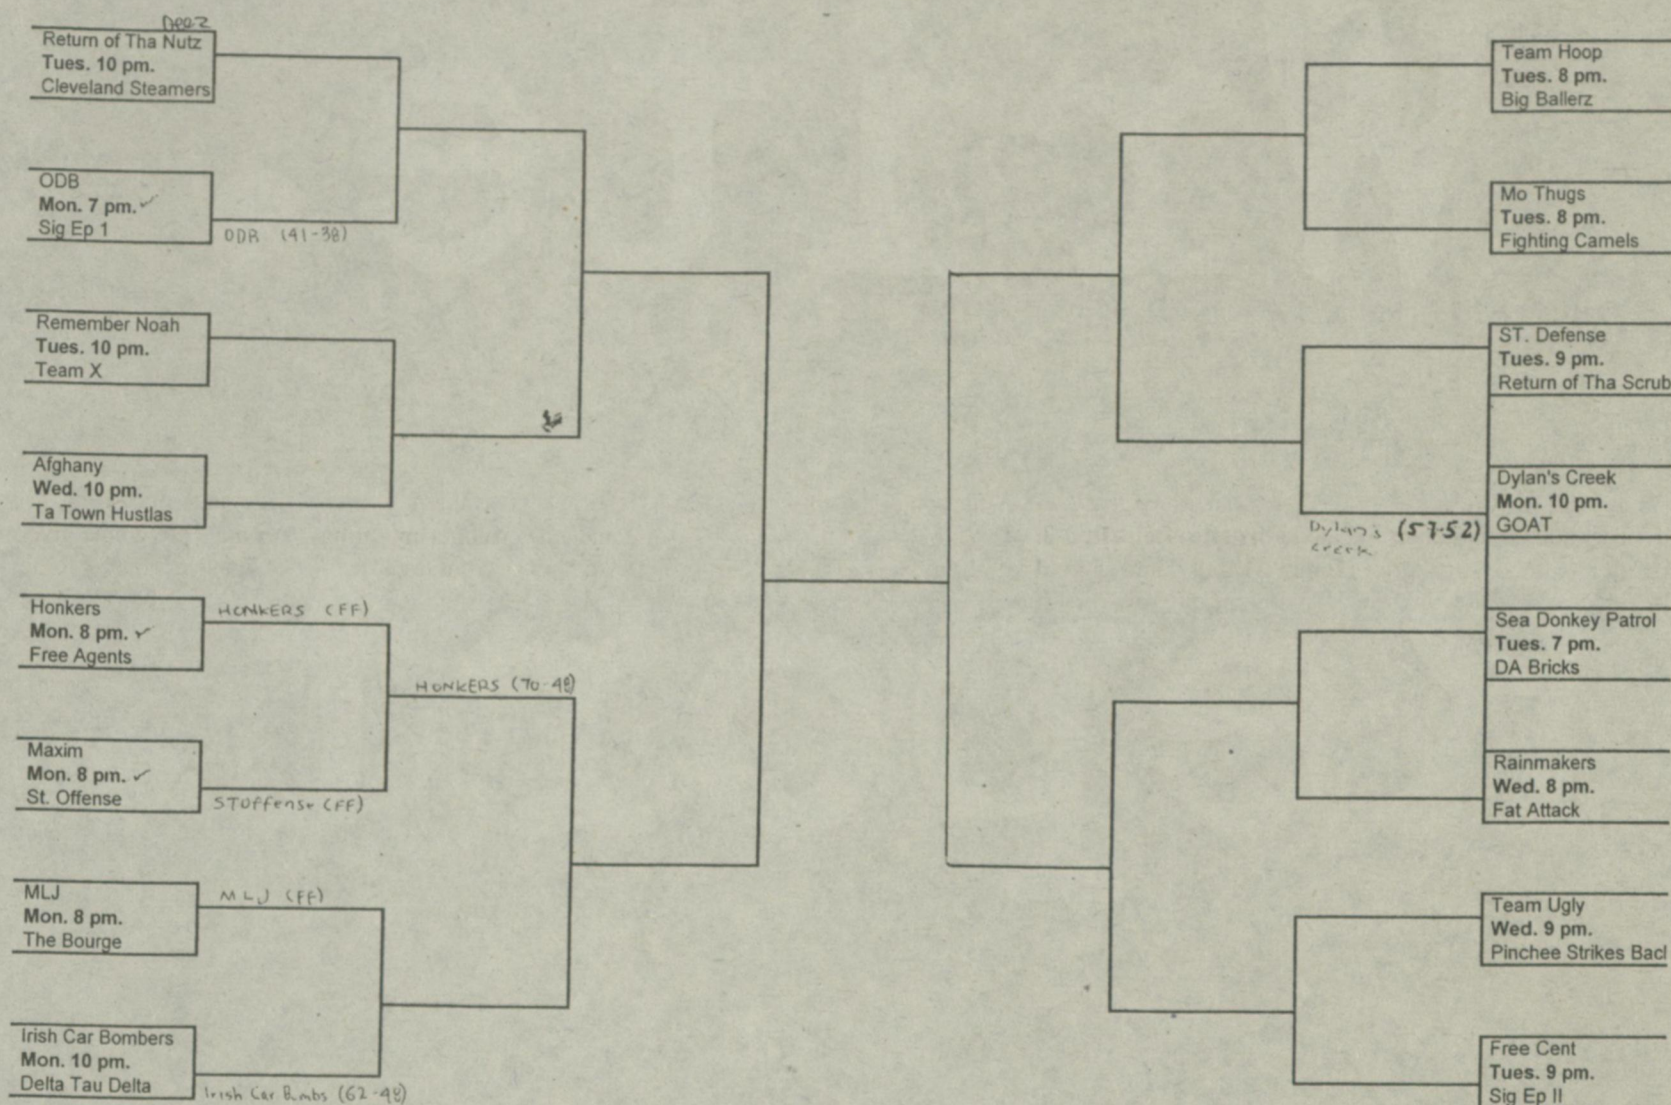 Deez
Return of Tha Nutz
Tues. 10 pm.
Cleveland Steamers
ODB
Mon. 7 pm.
Sig Ep 1
ODB (41-38)
Remember Noah
Tues. 10 pm.
Team X
Afghany
Wed. 10 pm.
Ta Town Hustlas
Honkers
Mon. 8 pm.
Free Agents
HONKERS (FF)
HONKERS (70-48)
Maxim
Mon. 8 pm.
St. Offense
STOffense (FF)
MLJ
Mon. 8 pm.
The Bourge
MLJ (FF)
Irish Car Bombers
Mon. 10 pm.
Delta Tau Delta
Irish Car Bombs (62-48)
Team Hoop
Tues. 8 pm.
Big Ballerz
Mo Thugs
Tues. 8 pm.
Fighting Camels
ST. Defense
Tues. 9 pm.
Return of Tha Scrub
Dylan's Creek
Mon. 10 pm.
GOAT
Dylan's (57-52)
creek
Sea Donkey Patrol
Tues. 7 pm.
DA Bricks
Rainmakers
Wed. 8 pm.
Fat Attack
Team Ugly
Wed. 9 pm.
Pinchee Strikes Bacl
Free Cent
Tues. 9 pm.
Sig Ep II